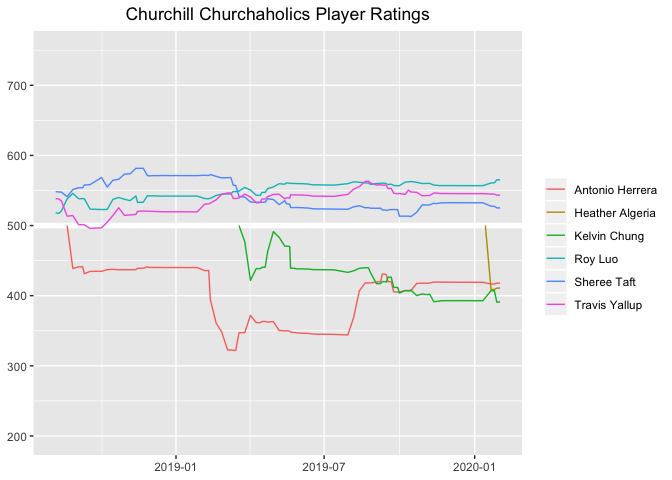 Churchill Churchaholics Player Ratings
700
600
500
400
300
200
2019-01
2019-07
2020-01
Antonio Herrera
Heather Algeria
Kelvin Chung
Roy Luo
Sheree Taft
Travis Yallup